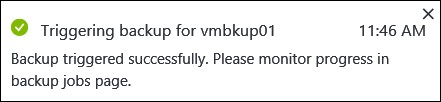 Triggering backup for vmbkup01 11:46 AM
Backup triggered successfully. Please monitor progress in
backup jobs page.